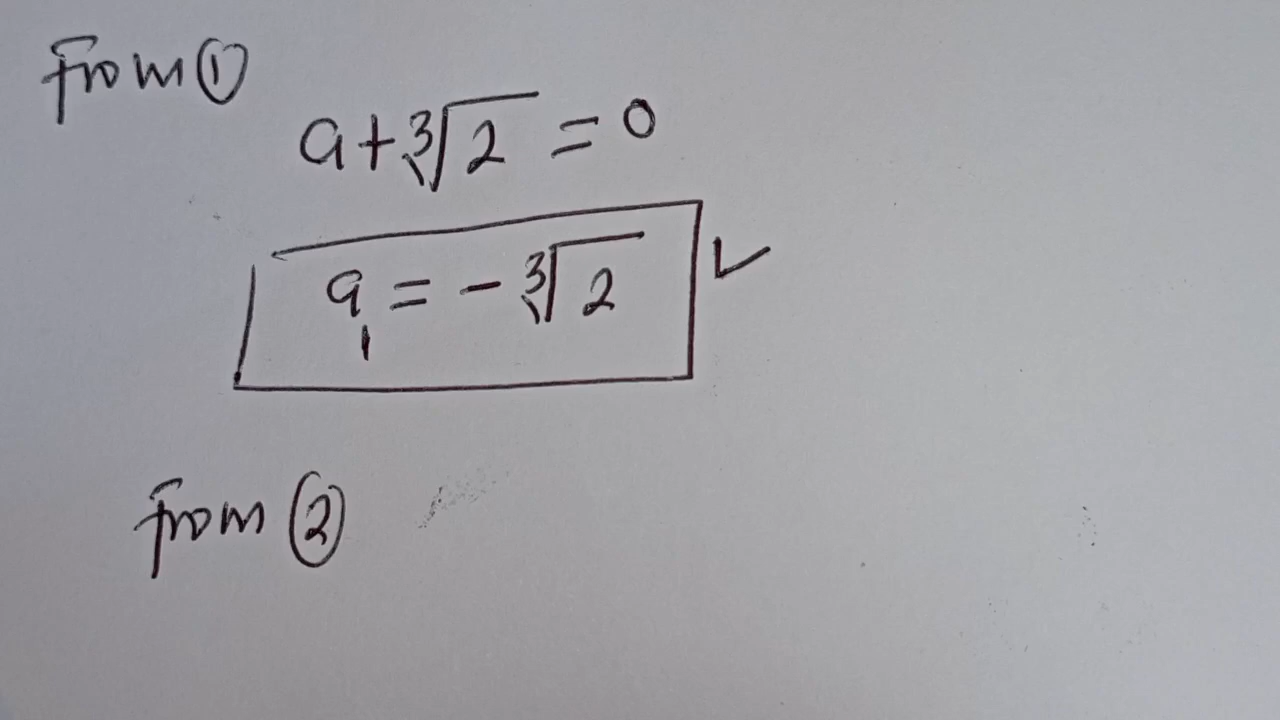 From ①
a + ∛2 = 0
a₁ = - ∛2 ✓
From ②